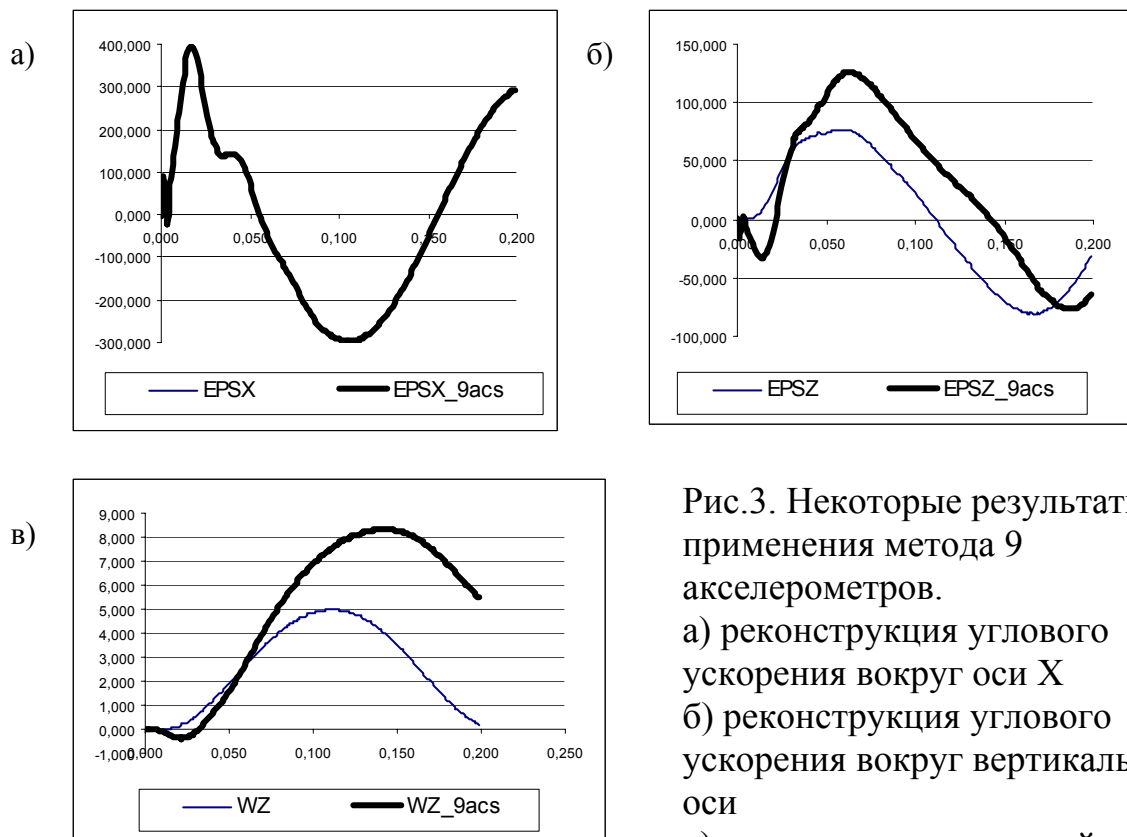 а)
400,000
300,000
200,000
100,000
0,000
-100,000
-200,000
-300,000
0,000 0,050 0,100 0,150 0,200
EPSX EPSX_9acs
б)
150,000
100,000
50,000
0,000
-50,000
-100,000
0,000 0,050 0,100 0,150 0,200
EPSZ EPSZ_9acs
в)
9,000
8,000
7,000
6,000
5,000
4,000
3,000
2,000
1,000
0,000
-1,000
0,000 0,050 0,100 0,150 0,200 0,250
WZ WZ_9acs
Рис.3. Некоторые результат
применения метода 9
акселерометров.
а) реконструкция углового
ускорения вокруг оси X
б) реконструкция углового
ускорения вокруг вертикаль
оси